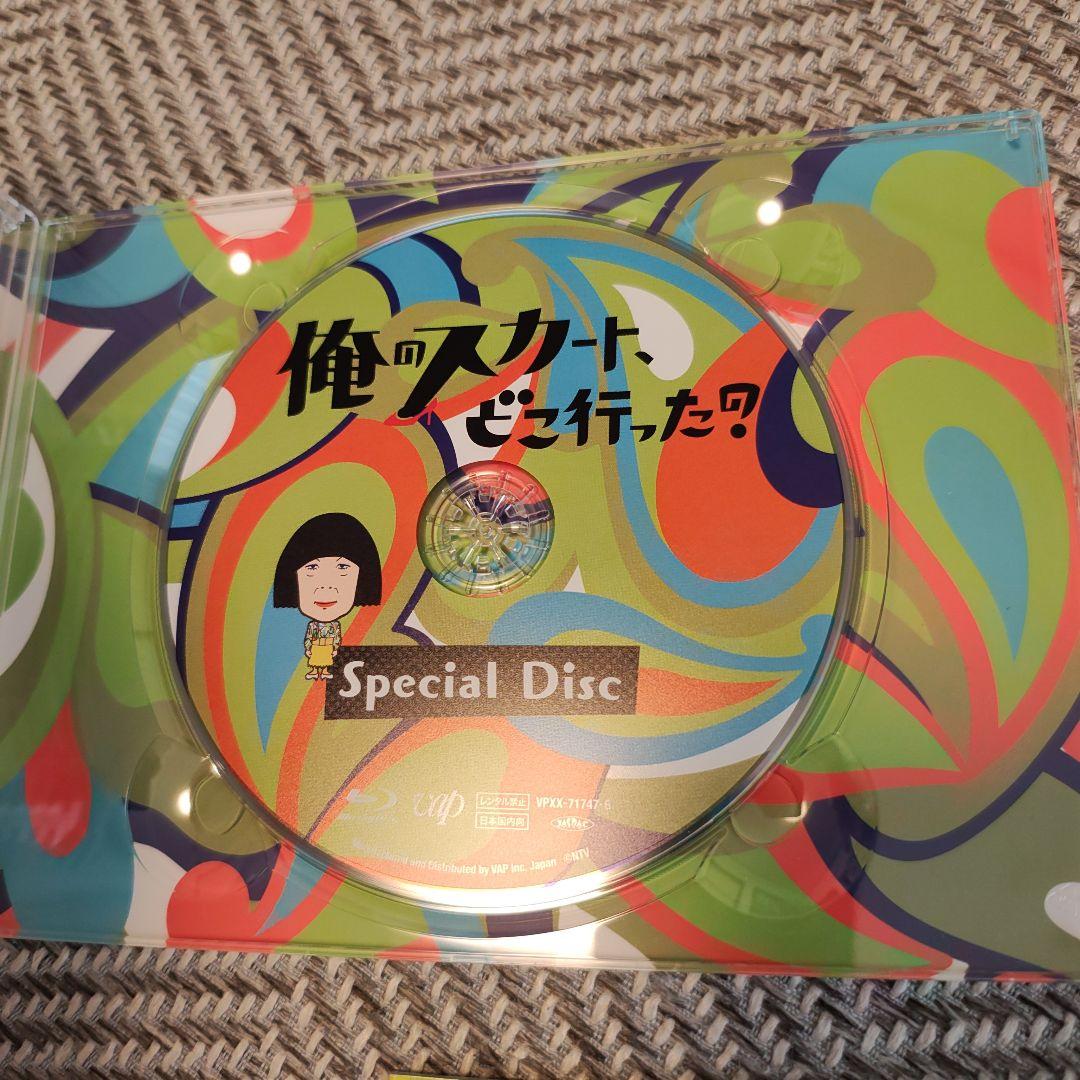 俺のスカート、
どこ行った?
Special Disc
vap
レンタル禁止
VPXX-71747-6
日本国内向
and Distributed by VAP Inc. Japan ©NTV